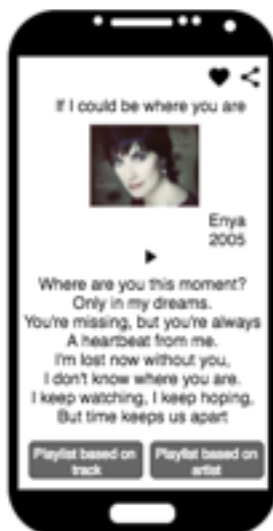 If I could be where you are
Enya
2005
Where are you this moment?
Only in my dreams.
You're missing, but you're always
A heartbeat from me.
I'm lost now without you,
I don't know where you are.
I keep watching, I keep hoping,
But time keeps us apart
Playlist based on
track
Playlist based on
artist